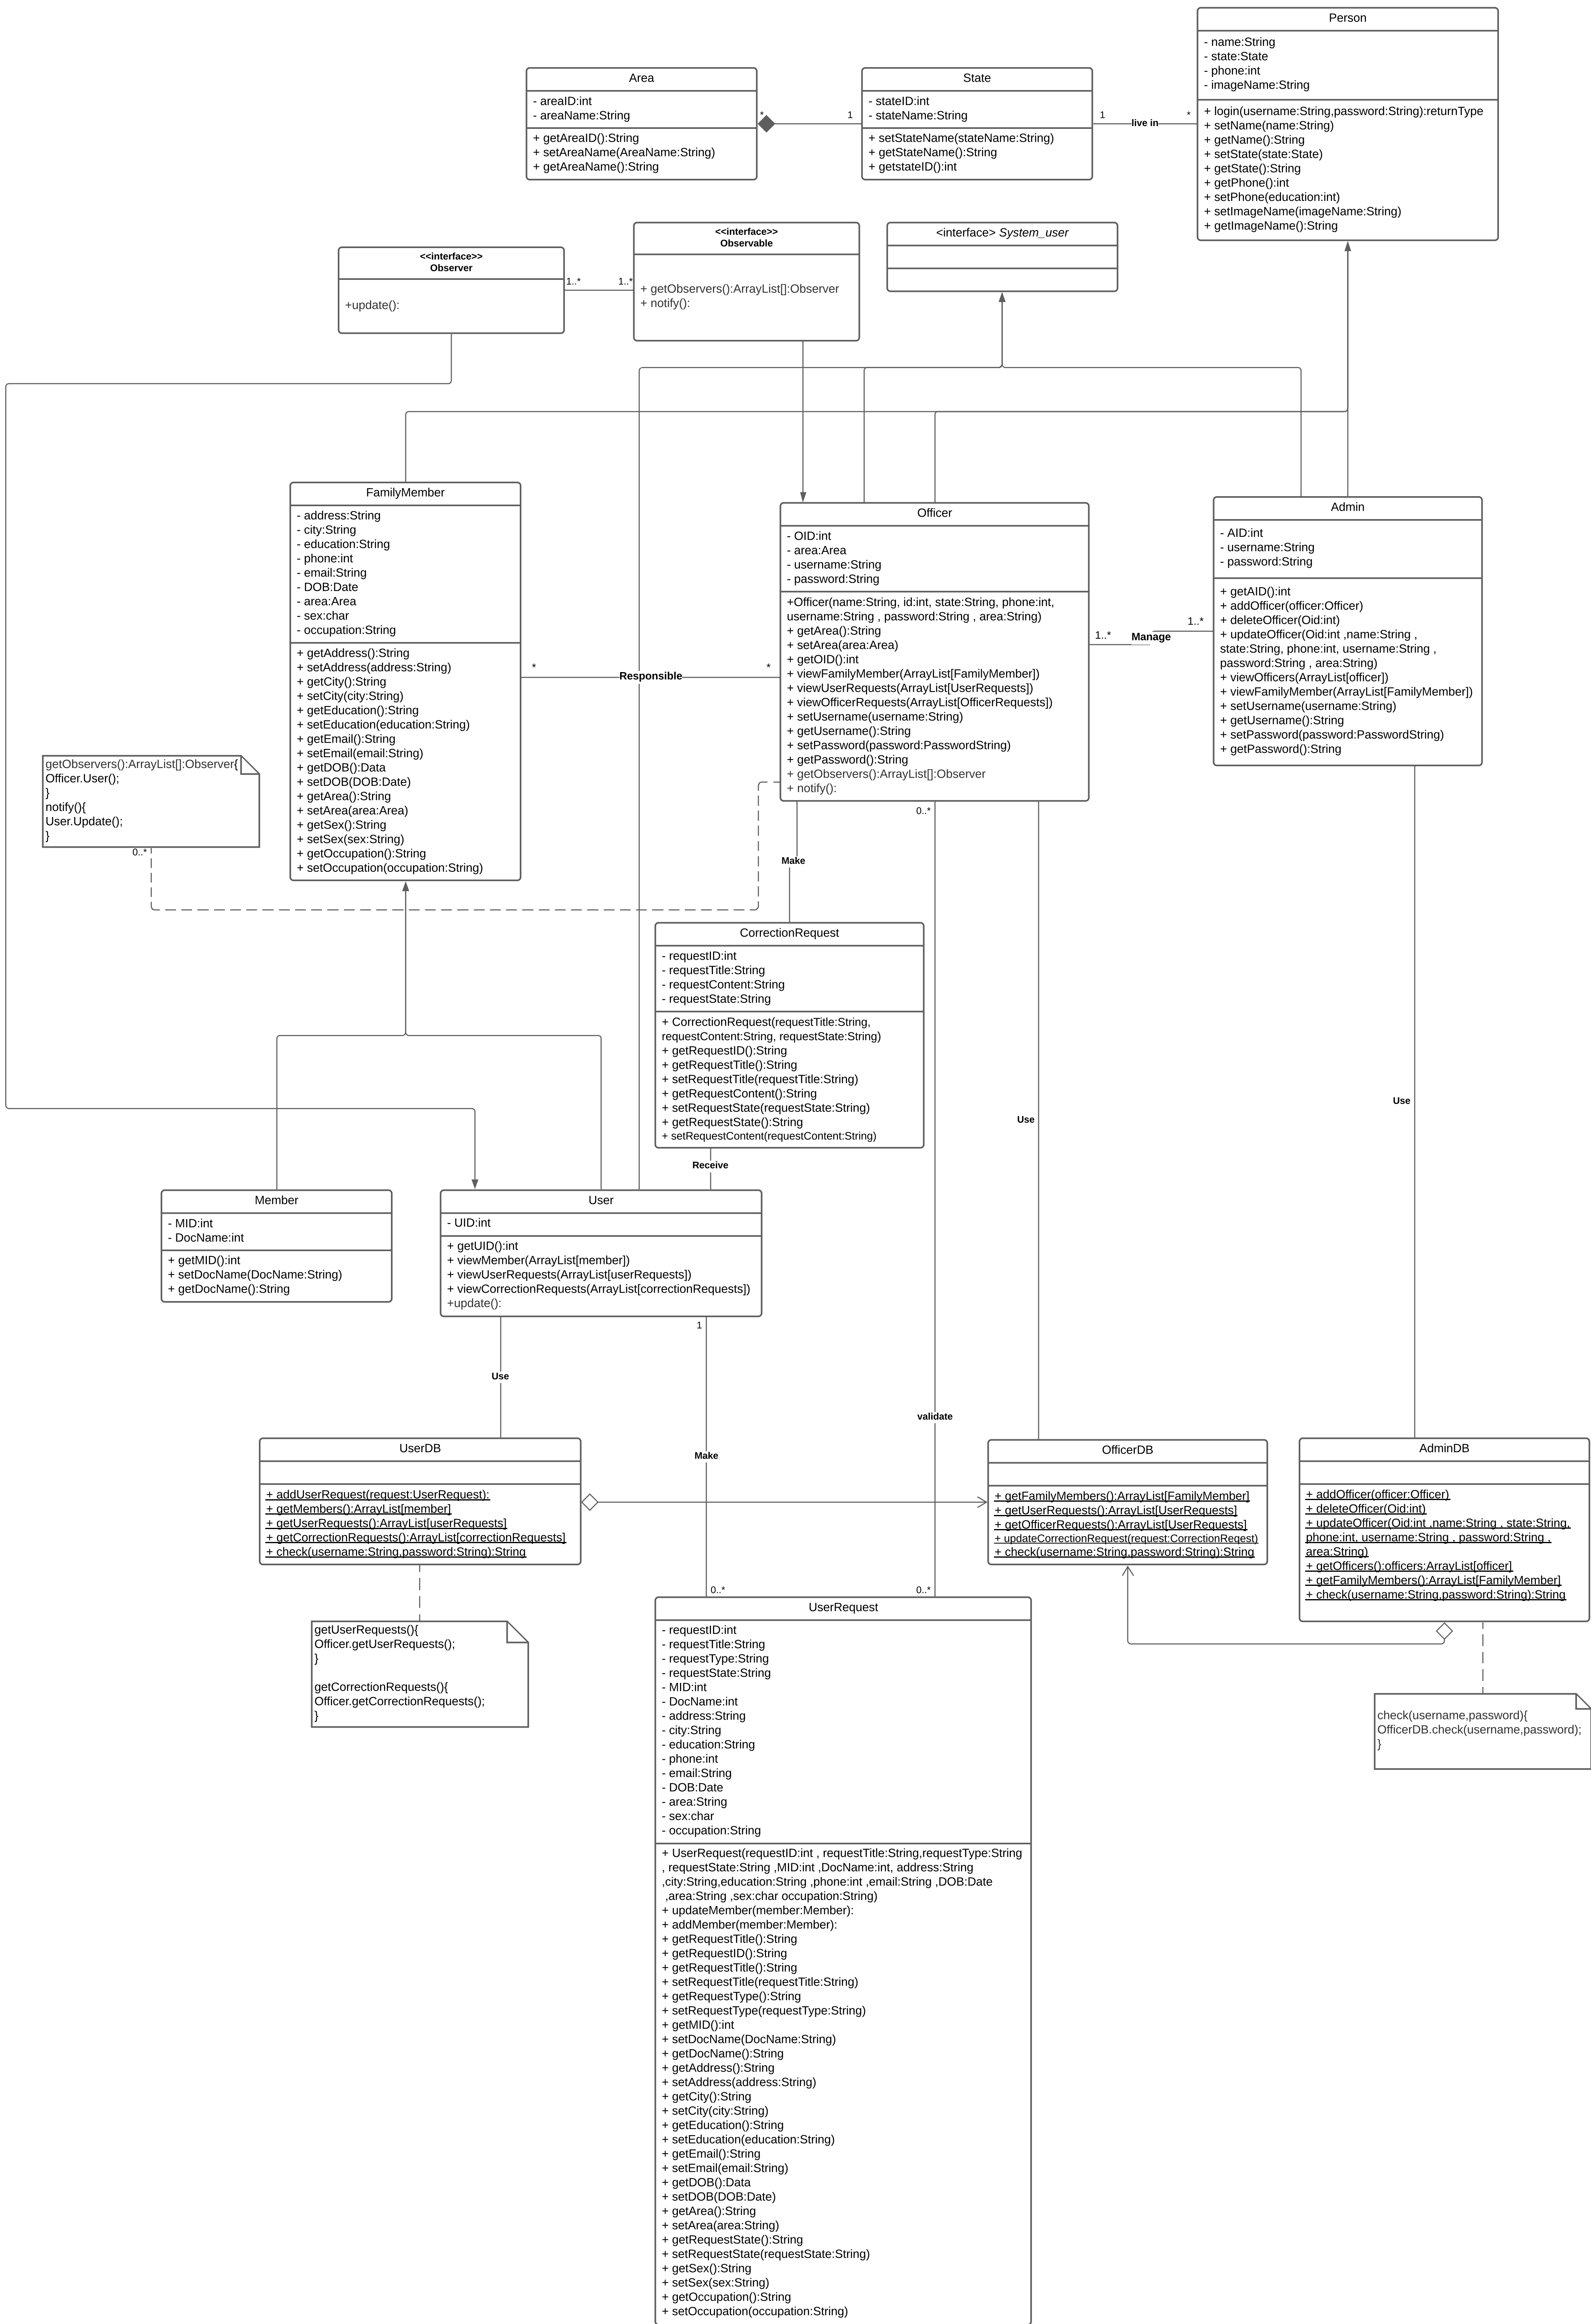 Person
- name:String
- state:State
- phone:int
- imageName:String
+ login(username:String,password:String):returnType
+ setName(name:String)
+ getName():String
+ setState(state:State)
+ getState():String
+ getPhone():int
+ setPhone(education:int)
+ setImageName(imageName:String)
+ getImageName():String
Area
- areaID:int
- areaName:String
+ getAreaID():String
+ setAreaName(AreaName:String)
+ getAreaName():String
*
1
State
- stateID:int
- stateName:String
+ setStateName(stateName:String)
+ getStateName():String
+ getstateID():int
1
live in
*
<<interface>>
Observer
+update():
1..*
1..*
<<interface>>
Observable
+ getObservers():ArrayList[]:Observer
+ notify():
<interface> System_user
FamilyMember
- address:String
- city:String
- education:String
- phone:int
- email:String
- DOB:Date
- area:Area
- sex:char
- occupation:String
+ getAddress():String
+ setAddress(address:String)
+ getCity():String
+ setCity(city:String)
+ getEducation():String
+ setEducation(education:String)
+ getEmail():String
+ setEmail(email:String)
+ getDOB():Data
+ setDOB(DOB:Date)
+ getArea():String
+ setArea(area:Area)
+ getSex():String
+ setSex(sex:String)
+ getOccupation():String
+ setOccupation(occupation:String)
*
Responsible
*
Officer
- OID:int
- area:Area
- username:String
- password:String
+Officer(name:String, id:int, state:String, phone:int,
username:String , password:String , area:String)
+ getArea():String
+ setArea(area:Area)
+ getOID():int
+ viewFamilyMember(ArrayList[FamilyMember])
+ viewUserRequests(ArrayList[UserRequests])
+ viewOfficerRequests(ArrayList[OfficerRequests])
+ setUsername(username:String)
+ getUsername():String
+ setPassword(password:PasswordString)
+ getPassword():String
+ getObservers():ArrayList[]:Observer
+ notify():
1..*
Manage
1..*
Admin
- AID:int
- username:String
- password:String
+ getAID():int
+ addOfficer(officer:Officer)
+ deleteOfficer(Oid:int)
+ updateOfficer(Oid:int ,name:String ,
state:String, phone:int, username:String ,
password:String , area:String)
+ viewOfficers(ArrayList[officer])
+ viewFamilyMember(ArrayList[FamilyMember])
+ setUsername(username:String)
+ getUsername():String
+ setPassword(password:PasswordString)
+ getPassword():String
getObservers():ArrayList[]:Observer{
Officer.User();
}
notify(){
User.Update();
}
0..*
0..*
Make
CorrectionRequest
- requestID:int
- requestTitle:String
- requestContent:String
- requestState:String
+ CorrectionRequest(requestTitle:String,
requestContent:String, requestState:String)
+ getRequestID():String
+ getRequestTitle():String
+ setRequestTitle(requestTitle:String)
+ getRequestContent():String
+ setRequestState(requestState:String)
+ getRequestState():String
+ setRequestContent(requestContent:String)
Use
Use
Receive
Member
- MID:int
- DocName:int
+ getMID():int
+ setDocName(DocName:String)
+ getDocName():String
User
- UID:int
+ getUID():int
+ viewMember(ArrayList[member])
+ viewUserRequests(ArrayList[userRequests])
+ viewCorrectionRequests(ArrayList[correctionRequests])
+update():
1
Use
Make
validate
UserDB
+ addUserRequest(request:UserRequest):
+ getMembers():ArrayList[member]
+ getUserRequests():ArrayList[userRequests]
+ getCorrectionRequests():ArrayList[correctionRequests]
+ check(username:String,password:String):String
OfficerDB
+ getFamilyMembers():ArrayList[FamilyMember]
+ getUserRequests():ArrayList[UserRequests]
+ getOfficerRequests():ArrayList[UserRequests]
+ updateCorrectionRequest(request:CorrectionReqest)
+ check(username:String,password:String):String
AdminDB
+ addOfficer(officer:Officer)
+ deleteOfficer(Oid:int)
+ updateOfficer(Oid:int ,name:String , state:String,
phone:int, username:String , password:String ,
area:String)
+ getOfficers():officers:ArrayList[officer]
+ getFamilyMembers():ArrayList[FamilyMember]
+ check(username:String,password:String):String
0..*
0..*
getUserRequests(){
Officer.getUserRequests();
}
getCorrectionRequests(){
Officer.getCorrectionRequests();
}
check(username,password){
OfficerDB.check(username,password);
}
UserRequest
- requestID:int
- requestTitle:String
- requestType:String
- requestState:String
- MID:int
- DocName:int
- address:String
- city:String
- education:String
- phone:int
- email:String
- DOB:Date
- area:String
- sex:char
- occupation:String
+ UserRequest(requestID:int , requestTitle:String,requestType:String
, requestState:String ,MID:int ,DocName:int, address:String
,city:String,education:String ,phone:int ,email:String ,DOB:Date
,area:String ,sex:char occupation:String)
+ updateMember(member:Member):
+ addMember(member:Member):
+ getRequestTitle():String
+ getRequestID():String
+ getRequestTitle():String
+ setRequestTitle(requestTitle:String)
+ getRequestType():String
+ setRequestType(requestType:String)
+ getMID():int
+ setDocName(DocName:String)
+ getDocName():String
+ getAddress():String
+ setAddress(address:String)
+ getCity():String
+ setCity(city:String)
+ getEducation():String
+ setEducation(education:String)
+ getEmail():String
+ setEmail(email:String)
+ getDOB():Data
+ setDOB(DOB:Date)
+ getArea():String
+ setArea(area:String)
+ getRequestState():String
+ setRequestState(requestState:String)
+ getSex():String
+ setSex(sex:String)
+ getOccupation():String
+ setOccupation(occupation:String)